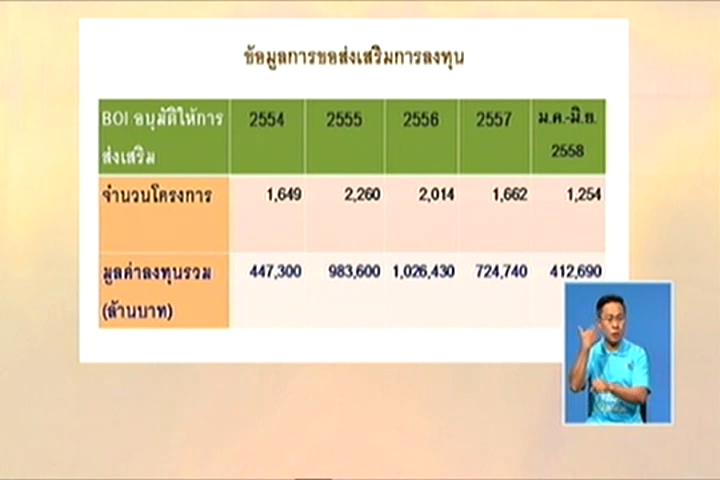 ข้อมูลการขอส่งเสริมการลงทุน
BOI อนุมัติให้การส่งเสริม 2554 2555 2556 2557 ม.ค.-มิ.ย. 2558
จำนวนโครงการ 1,649 2,260 2,014 1,662 1,254
มูลค่าลงทุนรวม (ล้านบาท) 447,300 983,600 1,026,430 724,740 412,690